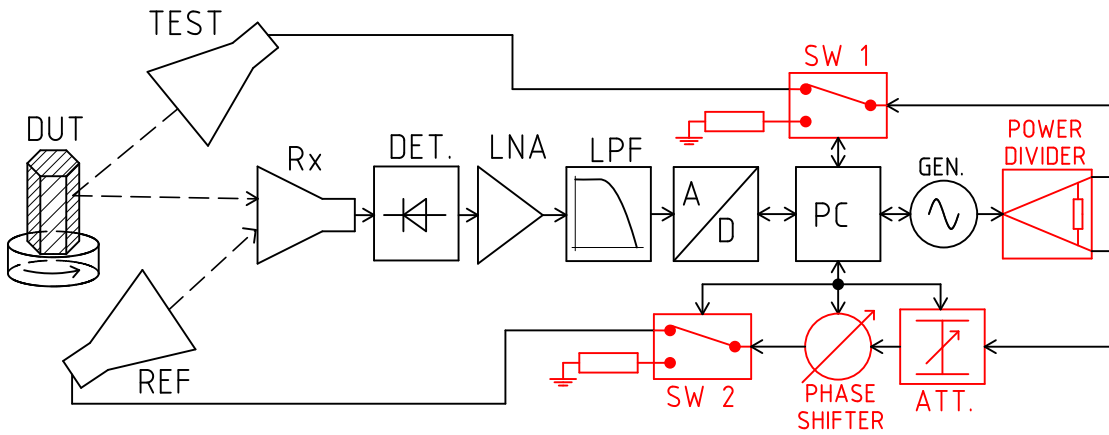 TEST
SW 1
DUT
Rx
DET.
LNA
LPF
A
D
PC
GEN.
POWER
DIVIDER
REF
SW 2
PHASE
SHIFTER
ATT.